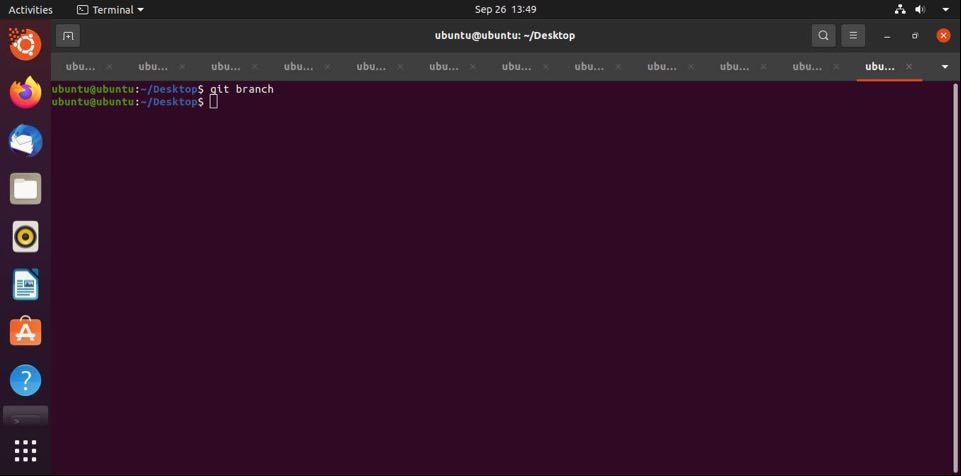 Activities Terminal Sep 26 13:49
ubuntu@ubuntu: ~/Desktop
ubu... ubu... ubu... ubu... ubu... ubu... ubu... ubu... ubu... ubu... ubu... ubu...
ubuntu@ubuntu:~/Desktop$ git branch
ubuntu@ubuntu:~/Desktop$